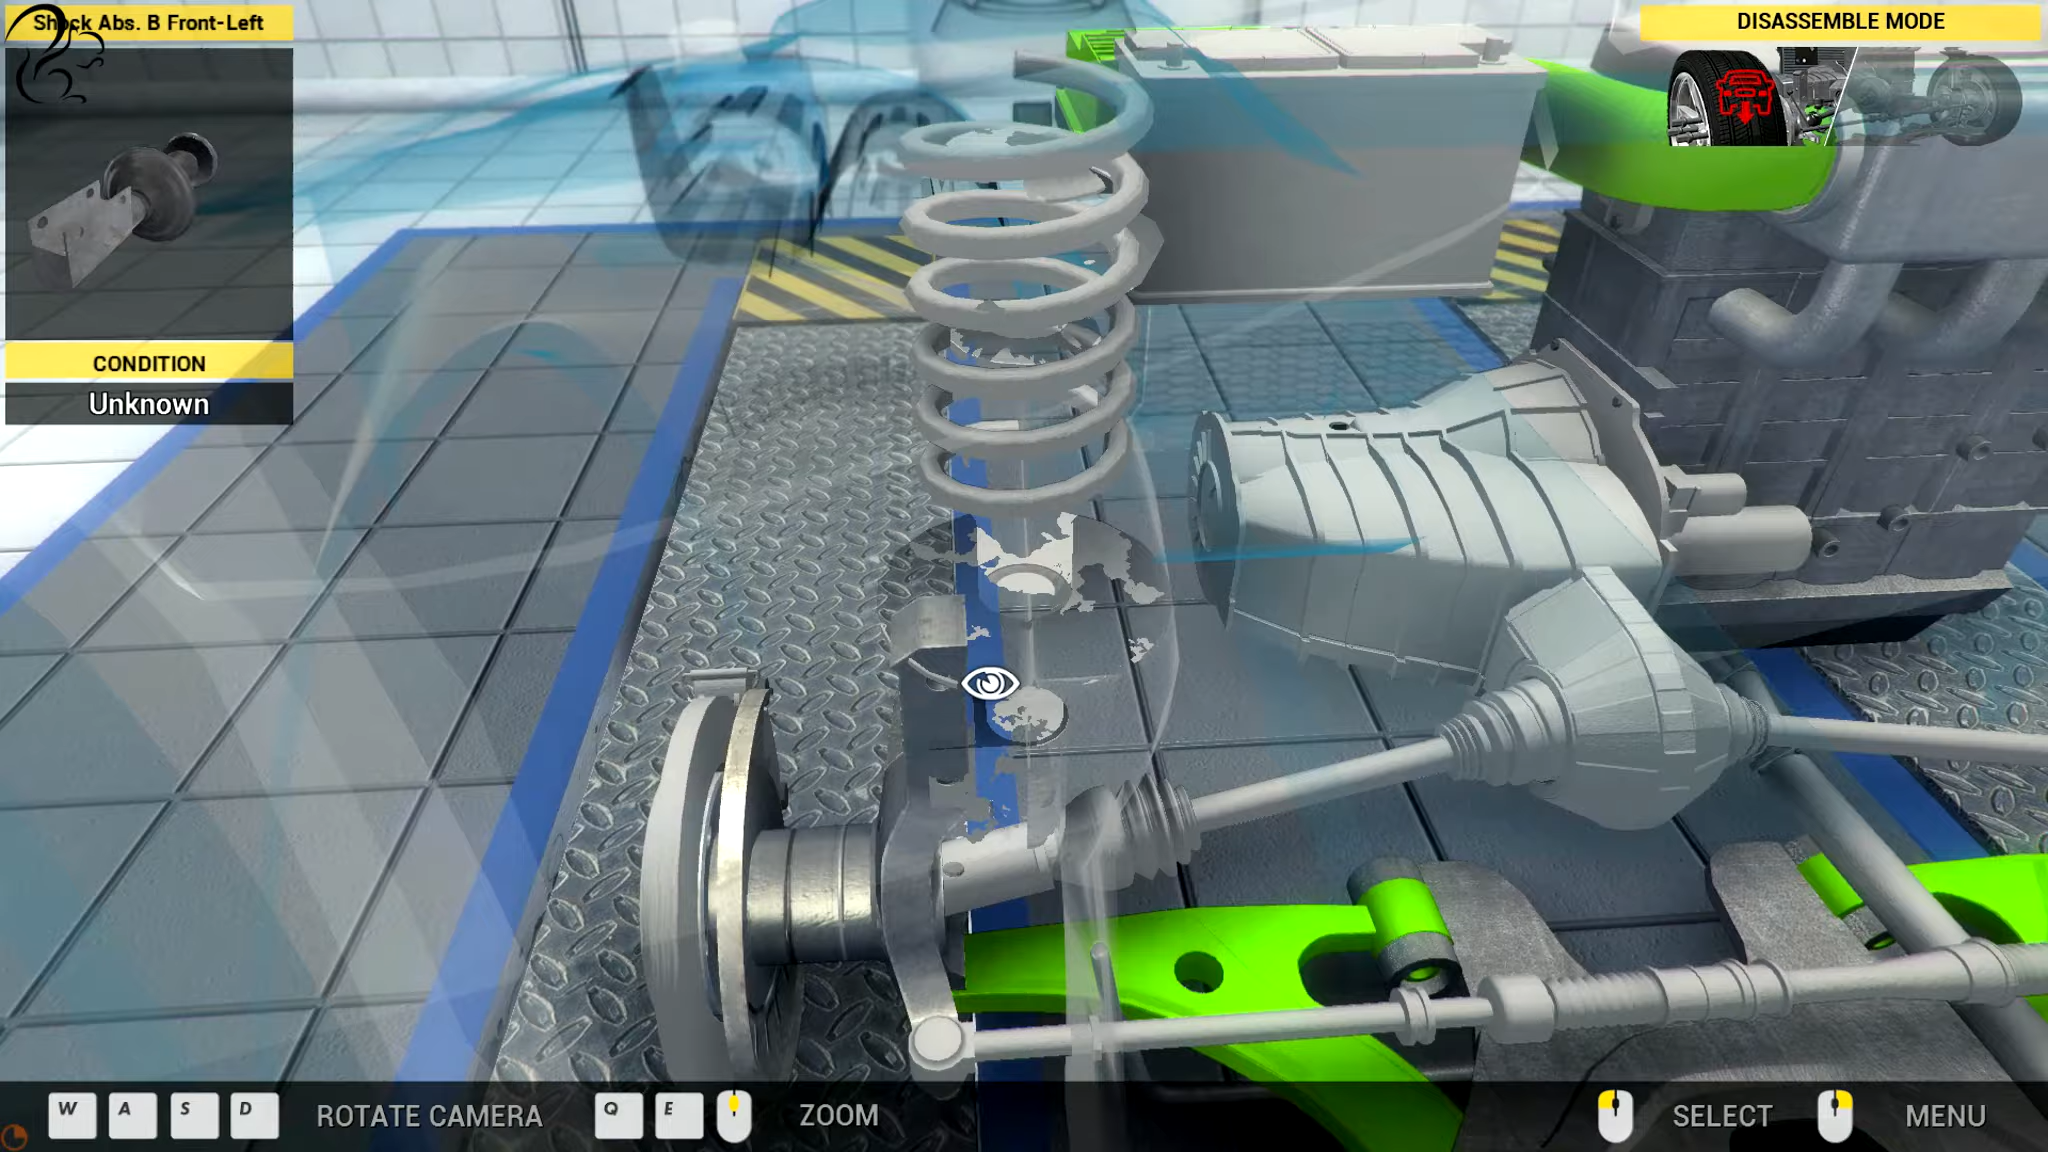 Shock Abs. B Front-Left
DISASSEMBLE MODE
CONDITION
Unknown
W A S D ROTATE CAMERA Q E ZOOM SELECT MENU